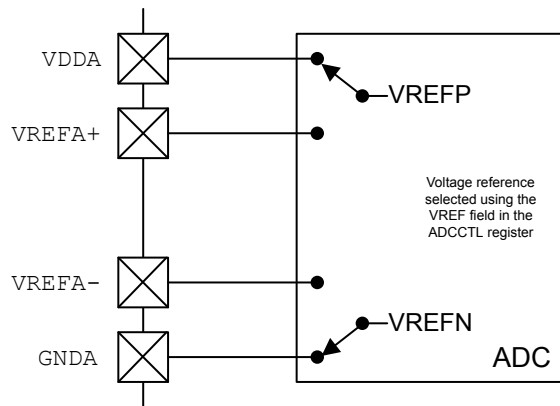 VDDA
VREFP
VREFA+
Voltage reference
selected using the
VREF field in the
ADCCTL register
VREFA-
VREFN
GNDA
ADC